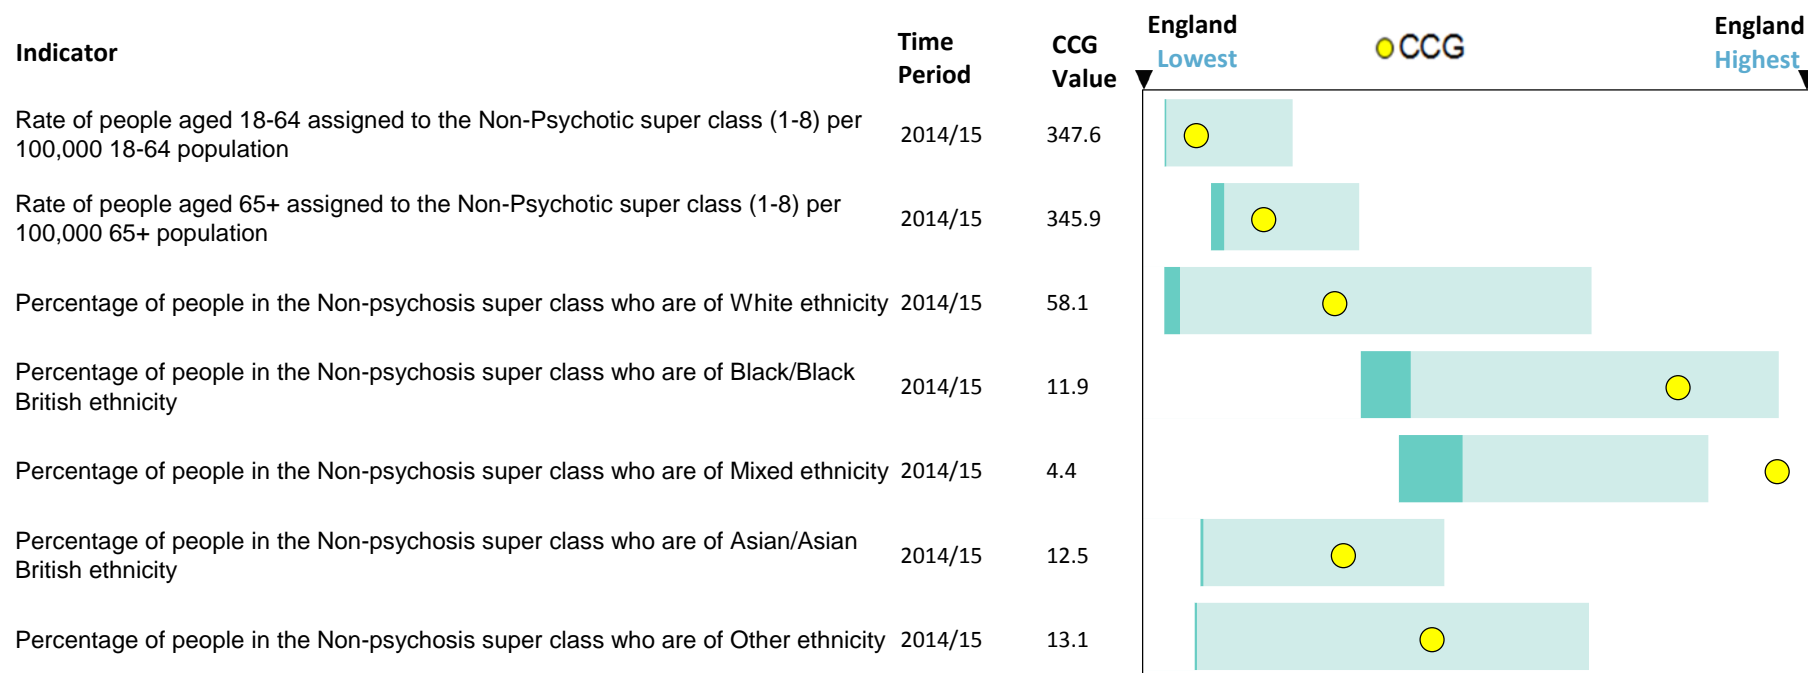 Indicator
Time
Period
CCG
Value
England
Lowest
CCG
England
Highest
Rate of people aged 18-64 assigned to the Non-Psychotic super class (1-8) per
100,000 18-64 population
2014/15
347.6
Rate of people aged 65+ assigned to the Non-Psychotic super class (1-8) per
100,000 65+ population
2014/15
345.9
Percentage of people in the Non-psychosis super class who are of White ethnicity
2014/15
58.1
Percentage of people in the Non-psychosis super class who are of Black/Black
British ethnicity
2014/15
11.9
Percentage of people in the Non-psychosis super class who are of Mixed ethnicity
2014/15
4.4
Percentage of people in the Non-psychosis super class who are of Asian/Asian
British ethnicity
2014/15
12.5
Percentage of people in the Non-psychosis super class who are of Other ethnicity
2014/15
13.1